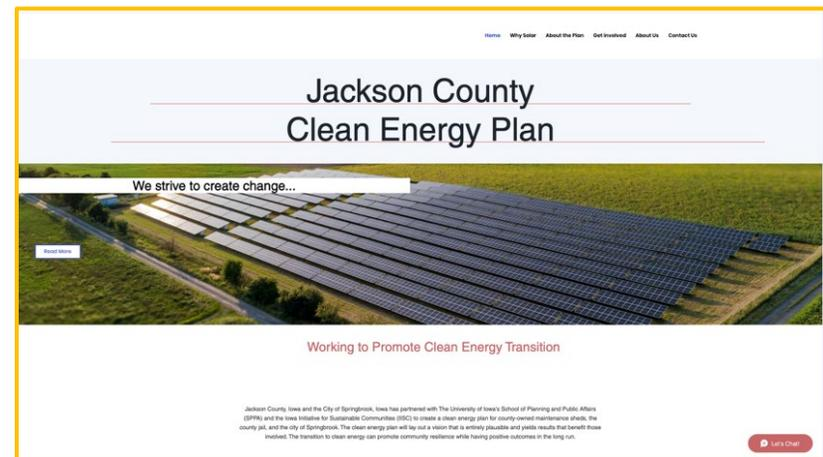 Home Why Solar About the Plan Get Involved About Us Contact Us
Jackson County
Clean Energy Plan
We strive to create change...
Read More
Working to Promote Clean Energy Transition
Jackson County, Iowa and the City of Springbrook, Iowa has partnered with The University of Iowa's School of Planning and Public Affairs
(SPPA) and the Iowa Initiative for Sustainable Communities (IISC) to create a clean energy plan for county-owned maintenance sheds, the
county jail, and the city of Springbrook. The clean energy plan will lay out a vision that is entirely plausible and yields results that benefit those
involved. The transition to clean energy can promote community resilience while having positive outcomes in the long run.
Let's Chat!